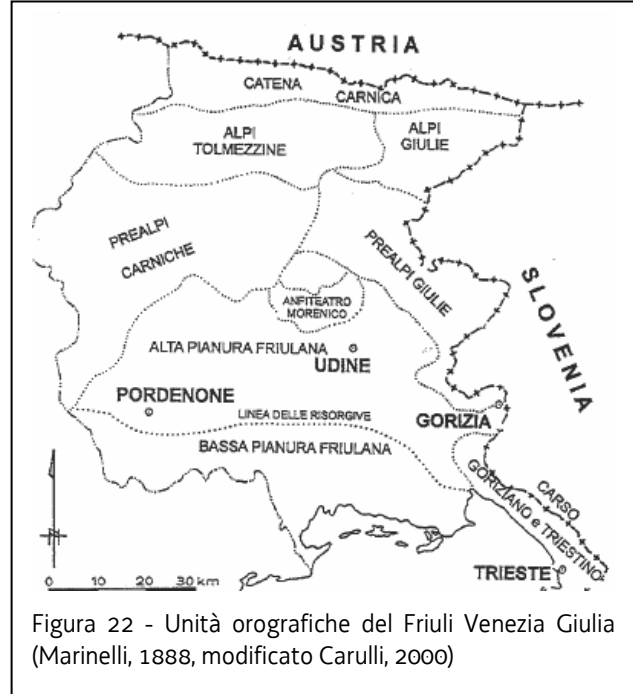 AUSTRIA
CATENA
CARNICA
ALPI
TOLMEZZINE
ALPI
GIULIE
PREALPI
CARNICHE
PREALPI GIULIE
SLOVENIA
ANFITEATRO
MORENICO
ALTA PIANURA FRIULANA
UDINE
PORDENONE
LINEA DELLE RISORGIVE
GORIZIA
BASSA PIANURA FRIULANA
CARSO
GORIZIANO e TRIESTINO
TRIESTE
N
0 10 20 30 km
Figura 22 - Unità orografiche del Friuli Venezia Giulia
(Marinelli, 1888, modificato Carulli, 2000)